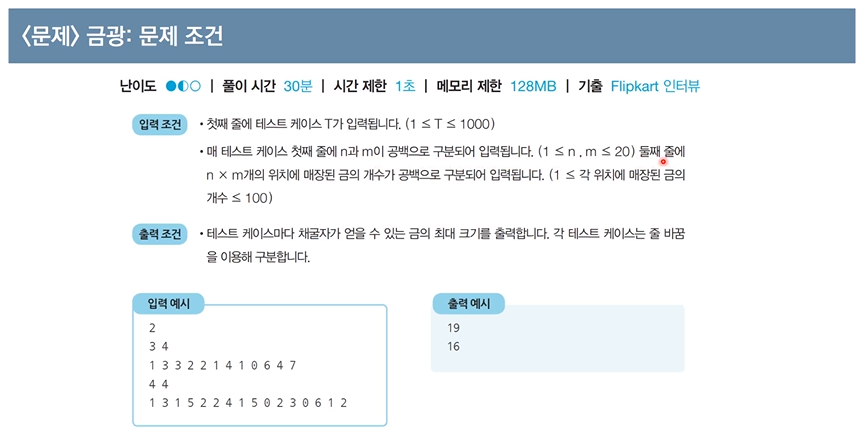 〈문제〉 금광: 문제 조건
난이도 ●◐○ | 풀이 시간 30분 | 시간 제한 1초 | 메모리 제한 128MB | 기출 Flipkart 인터뷰
입력 조건 • 첫째 줄에 테스트 케이스 T가 입력됩니다. (1 ≤ T ≤ 1000)
• 매 테스트 케이스 첫째 줄에 n과 m이 공백으로 구분되어 입력됩니다. (1 ≤ n , m ≤ 20) 둘째 줄에
n × m개의 위치에 매장된 금의 개수가 공백으로 구분되어 입력됩니다. (1 ≤ 각 위치에 매장된 금의
개수 ≤ 100)
출력 조건 • 테스트 케이스마다 채굴자가 얻을 수 있는 금의 최대 크기를 출력합니다. 각 테스트 케이스는 줄 바꿈
을 이용해 구분합니다.
입력 예시
2
3 4
1 3 3 2 2 1 4 1 0 6 4 7
4 4
1 3 1 5 2 2 4 1 5 0 2 3 0 6 1 2
출력 예시
19
16